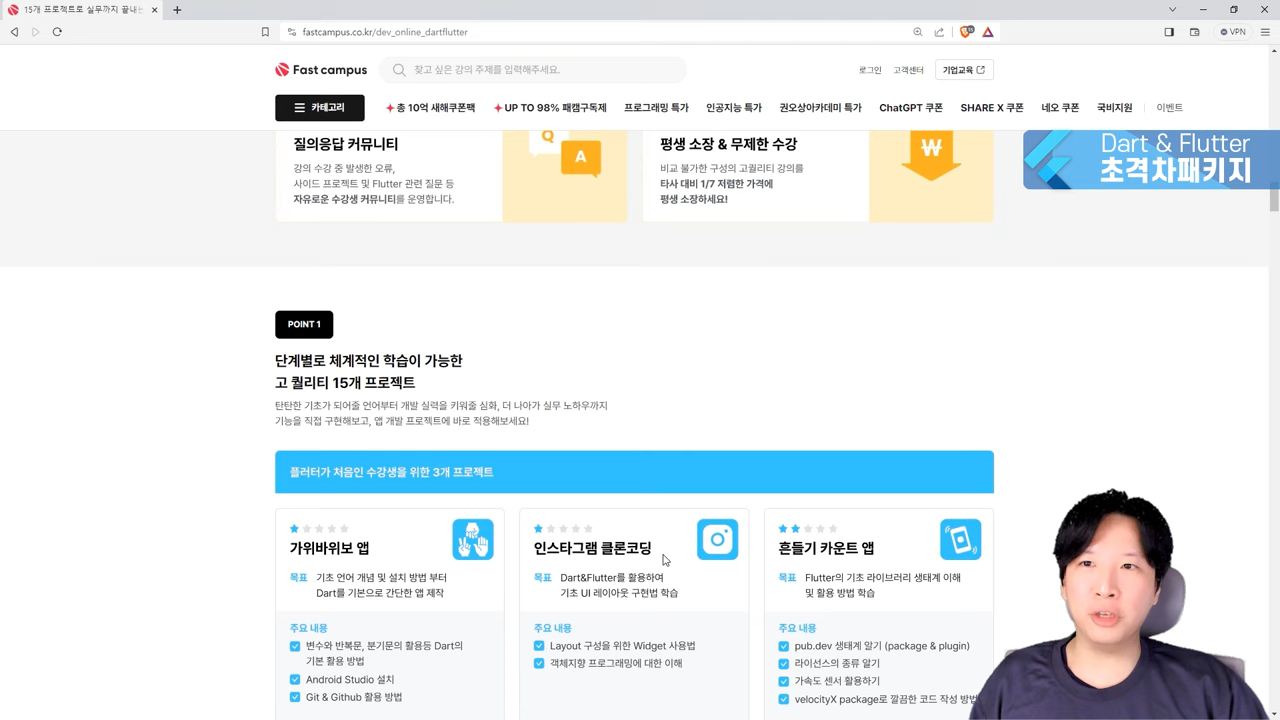 15개 프로젝트로 실무까지 끝내는
fastcampus.co.kr/dev_online_dartflutter
VPN
Fast campus
찾고 싶은 강의 주제를 입력해주세요.
로그인
고객센터
기업교육
카테고리
총 10억 새해쿠폰팩
UP TO 98% 패캠구독제
프로그래밍 특가
인공지능 특가
권오상아카데미 특가
ChatGPT 쿠폰
SHARE X 쿠폰
네오 쿠폰
국비지원
이벤트
Dart & Flutter
초격차패키지
질의응답 커뮤니티
강의 수강 중 발생한 오류,
사이드 프로젝트 및 Flutter 관련 질문 등
자유로운 수강생 커뮤니티를 운영합니다.
Q
A
평생 소장 & 무제한 수강
비교 불가한 구성의 고퀄리티 강의를
타사 대비 1/7 저렴한 가격에
평생 소장하세요!
W
POINT 1
단계별로 체계적인 학습이 가능한
고 퀄리티 15개 프로젝트
탄탄한 기초가 되어줄 언어부터 개발 실력을 키워줄 심화, 더 나아가 실무 노하우까지
기능을 직접 구현해보고, 앱 개발 프로젝트에 바로 적용해보세요!
플러터가 처음인 수강생을 위한 3개 프로젝트
가위바위보 앱
목표 기초 언어 개념 및 설치 방법 부터
Dart를 기본으로 간단한 앱 제작
주요 내용
변수와 반복문, 분기문의 활용등 Dart의
기본 활용 방법
Android Studio 설치
Git & Github 활용 방법
인스타그램 클론코딩
목표 Dart&Flutter를 활용하여
기초 UI 레이아웃 구현법 학습
주요 내용
Layout 구성을 위한 Widget 사용법
객체지향 프로그래밍에 대한 이해
흔들기 카운트 앱
목표 Flutter의 기초 라이브러리 생태계 이해
및 활용 방법 학습
주요 내용
pub.dev 생태계 알기 (package & plugin)
라이선스의 종류 알기
가속도 센서 활용하기
velocityX package로 깔끔한 코드 작성 방법